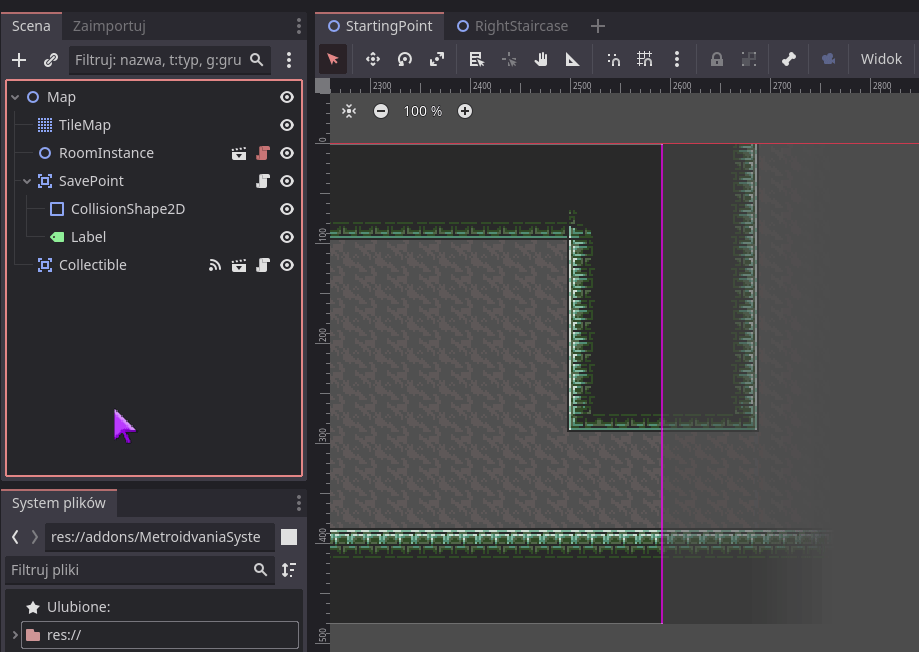 Scena Zaimportuj
Filtruj: nazwa, t:typ, g:gru
Map
TileMap
RoomInstance
SavePoint
CollisionShape2D
Label
Collectible
System plików
res://addons/MetroidvaniaSyste
Filtruj pliki
Ulubione:
res://
StartingPoint RightStaircase
Widok
2300 2400 2500 2600 2700 2800
100 %
0
100
200
300
400
500